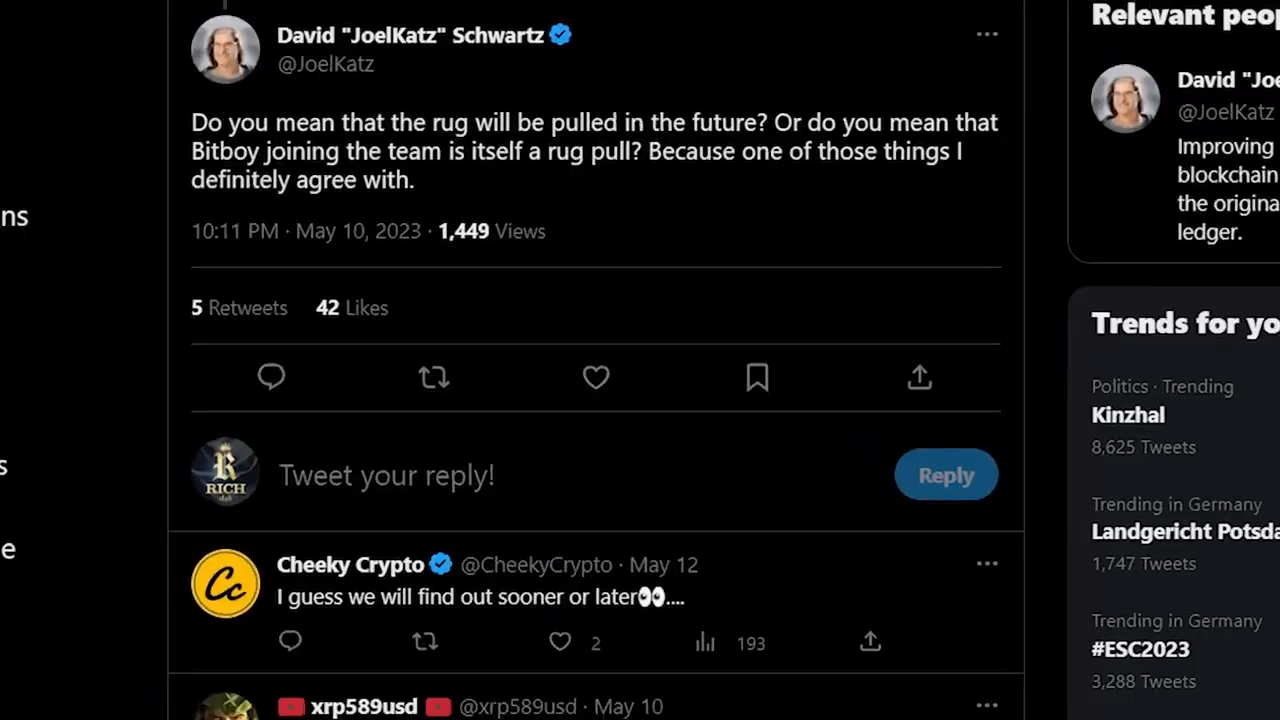 David "JoelKatz" Schwartz
@JoelKatz
Do you mean that the rug will be pulled in the future? Or do you mean that
Bitboy joining the team is itself a rug pull? Because one of those things I
definitely agree with.
10:11 PM · May 10, 2023 · 1,449 Views
5 Retweets 42 Likes
RICH
Tweet your reply!
Reply
Cheeky Crypto @CheekyCrypto · May 12
Cc
I guess we will find out sooner or later👀....
2 193
xrp589usd @xrp589usd · May 10
ns
s
e
Relevant peop
David "Joe
@JoelKatz
Improving
blockchain
the origina
ledger.
Trends for yo
Politics · Trending
Kinzhal
8,625 Tweets
Trending in Germany
Landgericht Potsda
1,747 Tweets
Trending in Germany
#ESC2023
3,288 Tweets